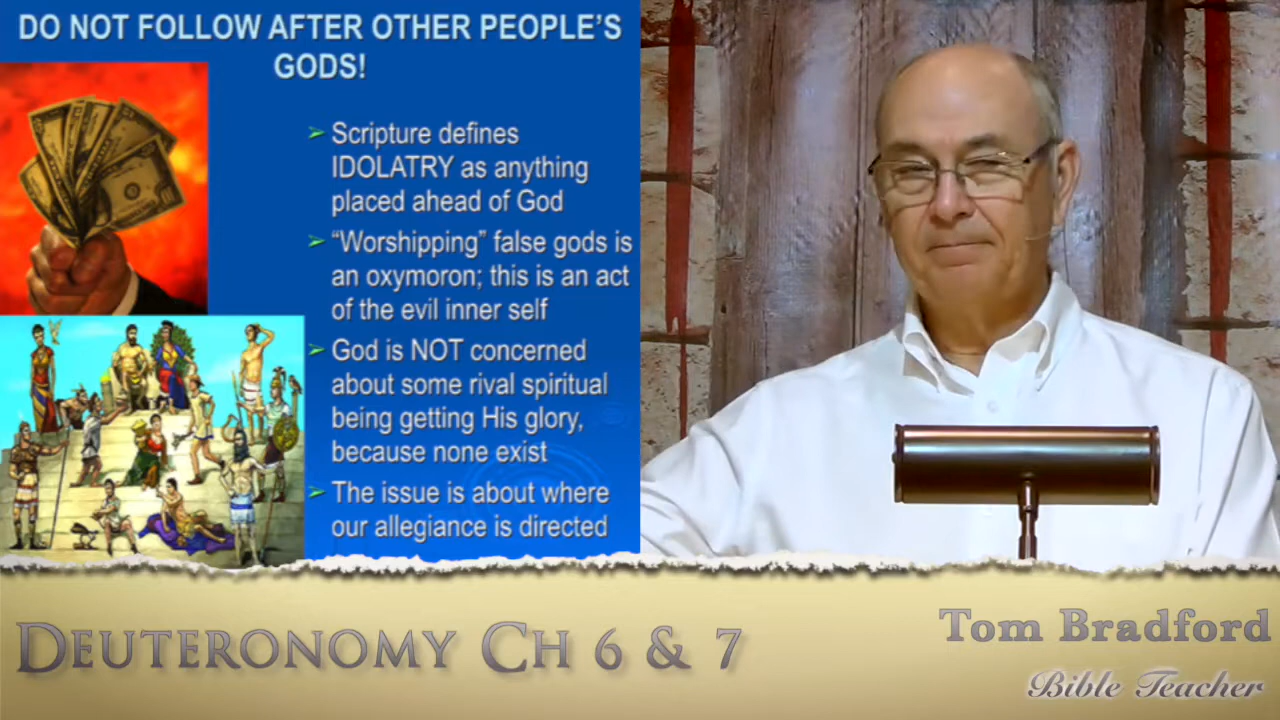 DO NOT FOLLOW AFTER OTHER PEOPLE'S
GODS!
➢ Scripture defines
IDOLATRY as anything
placed ahead of God
➢ “Worshipping” false gods is
an oxymoron; this is an act
of the evil inner self
➢ God is NOT concerned
about some rival spiritual
being getting His glory,
because none exist
➢ The issue is about where
our allegiance is directed
Deuteronomy Ch 6 & 7
Tom Bradford
Bible Teacher